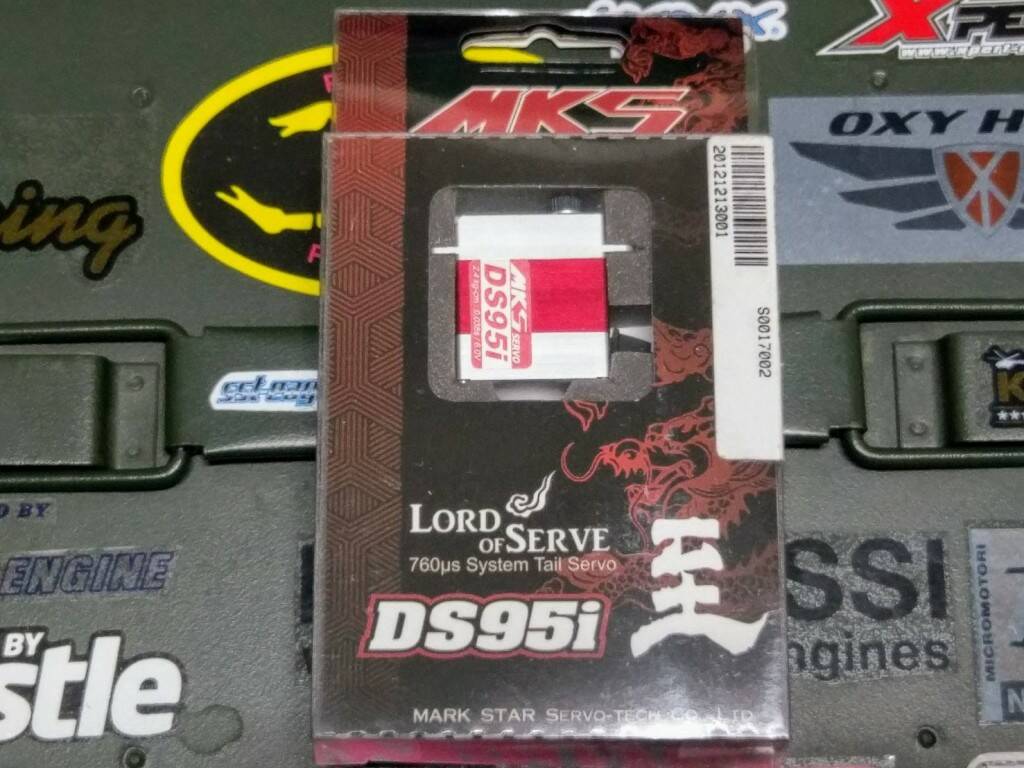 MKS
OXY H
ing
20121213001
S0017002
MKS SERVO
DS95i
LORD
OF SERVE
760µs System Tail Servo
王
DS95i
MARK STAR SERVO-TECH CO., LTD
D BY
ENGINE
BY
stle
SSI
ngines
MICROMOTORI